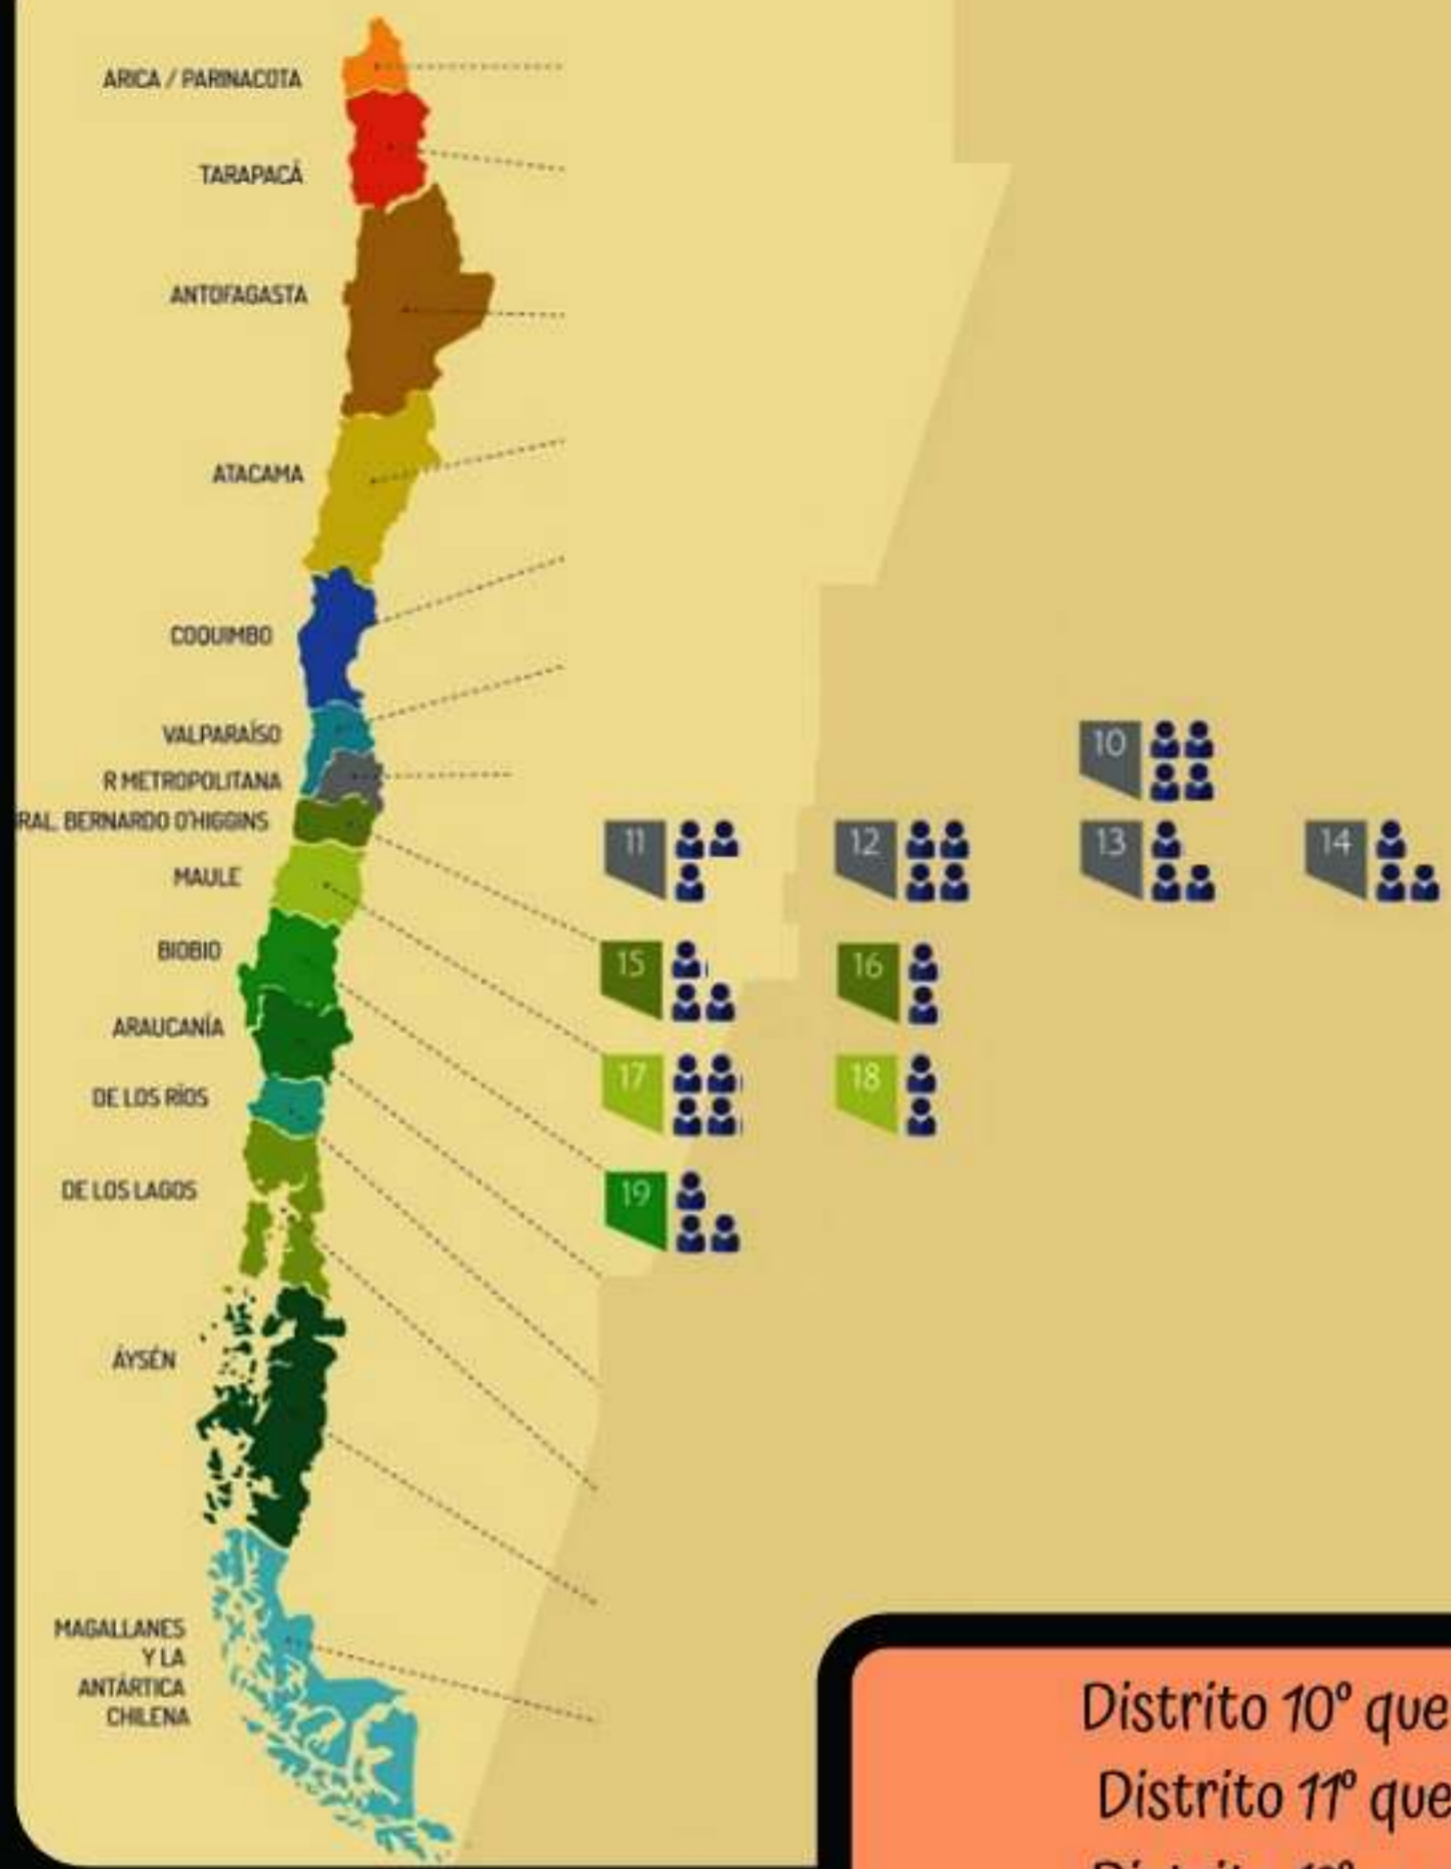 ARICA / PARINACOTA
TARAPACÁ
ANTOFAGASTA
ATACAMA
COQUIMBO
VALPARAÍSO
10
R METROPOLITANA
RAL. BERNARDO O'HIGGINS
11 12 13 14
MAULE
BIOBIO
15 16
ARAUCANÍA
17 18
DE LOS RÍOS
DE LOS LAGOS
19
ÁYSÉN
MAGALLANES
Y LA
ANTÁRTICA
CHILENA
Distrito 10º que
Distrito 11º que